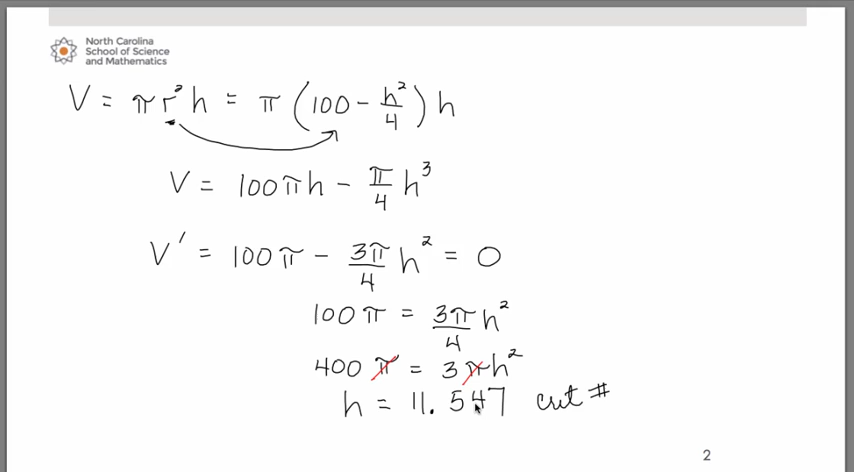 North Carolina
School of Science
and Mathematics
V = πr²h = π(100 - h²/4)h
V = 100πh - π/4 h³
V' = 100π - 3π/4 h² = 0
100π = 3π/4 h²
400π = 3πh²
h = 11.547 crit #
2